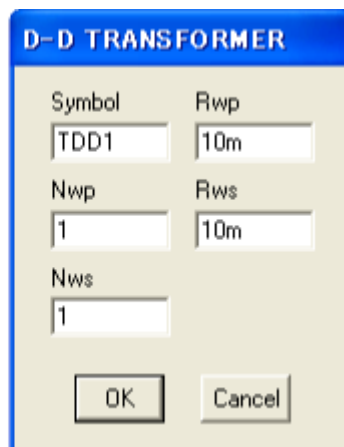 D-D TRANSFORMER
Symbol Rwp
TDD1 10m
Nwp Rws
1 10m
Nws
1
OK Cancel